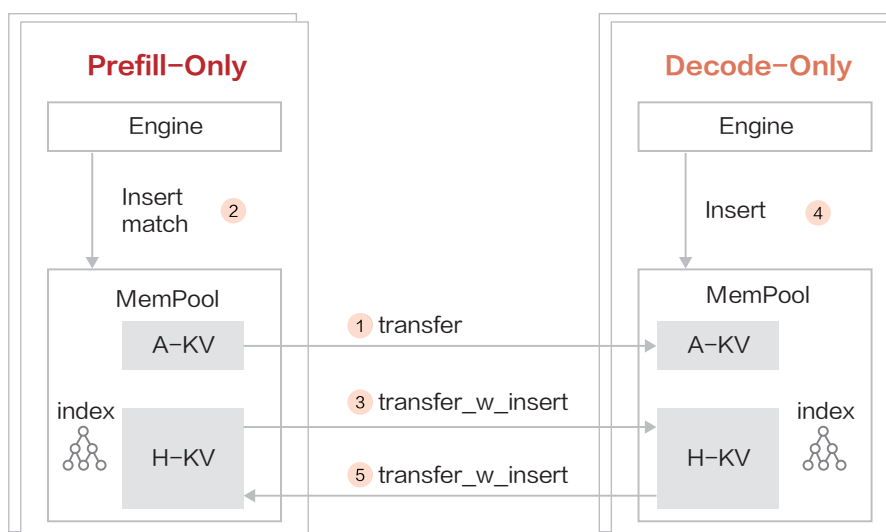 Prefill-Only
Engine
Insert
match
2
MemPool
A-KV
index
H-KV
1 transfer
3 transfer_w_insert
5 transfer_w_insert
Decode-Only
Engine
Insert
4
MemPool
A-KV
index
H-KV